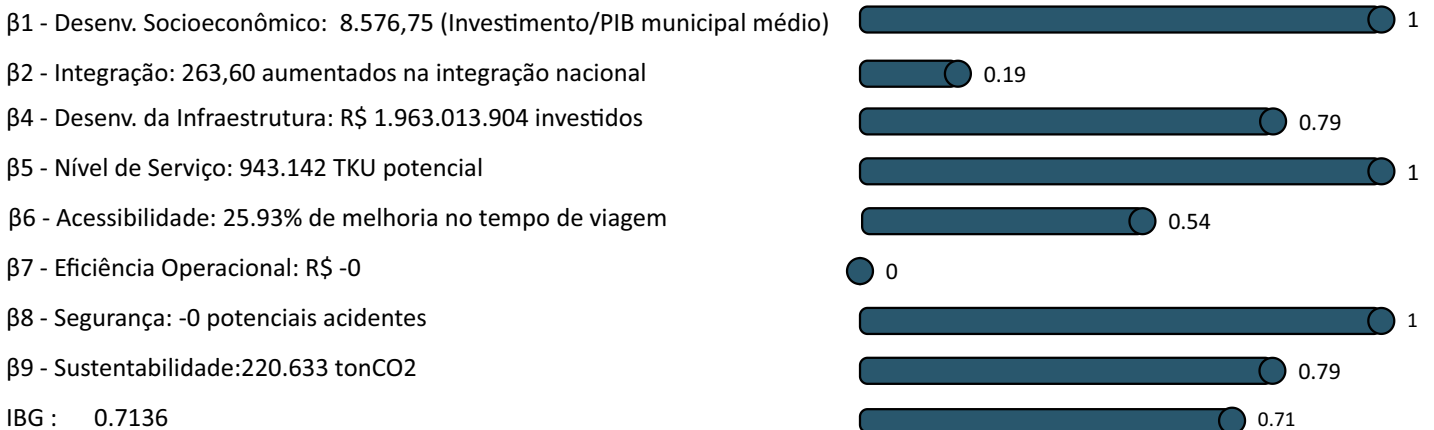 β1 - Desenv. Socioeconômico:  8.576,75 (Investimento/PIB municipal médio) 1
β2 - Integração: 263,60 aumentados na integração nacional 0.19
β4 - Desenv. da Infraestrutura: R$ 1.963.013.904 investidos 0.79
β5 - Nível de Serviço: 943.142 TKU potencial 1
β6 - Acessibilidade: 25.93% de melhoria no tempo de viagem 0.54
β7 - Eficiência Operacional: R$ -0 0
β8 - Segurança: -0 potenciais acidentes 1
β9 - Sustentabilidade:220.633 tonCO2 0.79
IBG :   0.7136 0.71